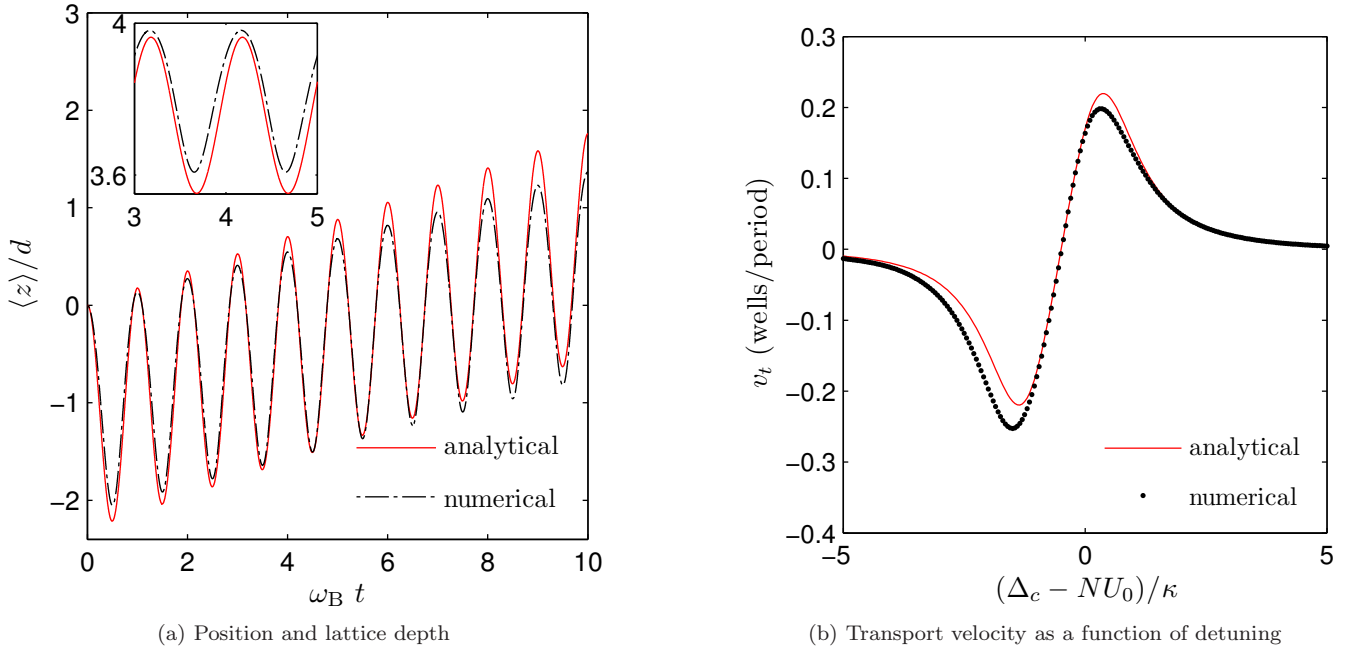 3
2
1
0
−1
−2
⟨z⟩/d
4
3.6
3 4 5
analytical
numerical
0 2 4 6 8 10
ω_B t
(a) Position and lattice depth
0.3
0.2
0.1
0
−0.1
−0.2
−0.3
−0.4
v_t (wells/period)
analytical
numerical
−5 0 5
(Δ_c − NU_0)/κ
(b) Transport velocity as a function of detuning